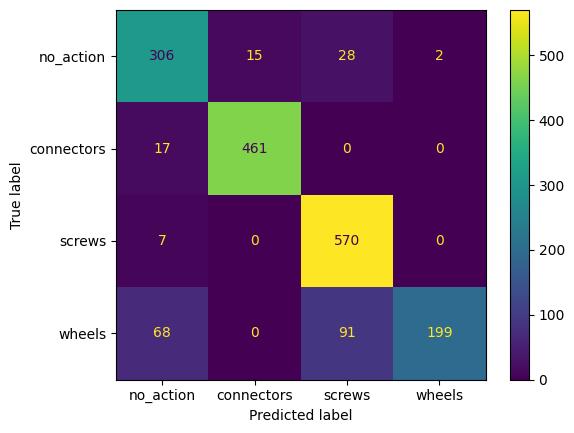 no_action 306 15 28 2
connectors 17 461 0 0
screws 7 0 570 0
wheels 68 0 91 199
no_action connectors screws wheels
Predicted label
True label
500
400
300
200
100
0